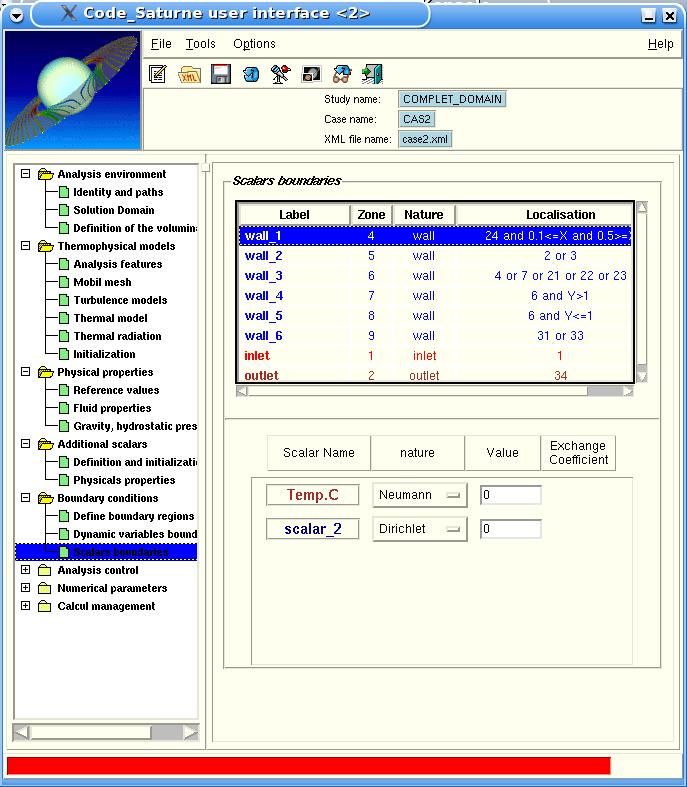 Code_Saturne user interface <2>
File Tools Options Help
XML
Study name: COMPLET_DOMAIN
Case name: CAS2
XML file name: case2.xml
Analysis environment
Identity and paths
Solution Domain
Definition of the volumin
Thermophysical models
Analysis features
Mobil mesh
Turbulence models
Thermal model
Thermal radiation
Initialization
Physical properties
Reference values
Fluid properties
Gravity, hydrostatic pres
Additional scalars
Definition and initializati
Physicals properties
Boundary conditions
Define boundary regions
Dynamic variables bound
Scalars boundaries
Analysis control
Numerical parameters
Calcul management
Scalars boundaries
Label Zone Nature Localisation
wall_1 4 wall 24 and 0.1<=X and 0.5>=
wall_2 5 wall 2 or 3
wall_3 6 wall 4 or 7 or 21 or 22 or 23
wall_4 7 wall 6 and Y>1
wall_5 8 wall 6 and Y<=1
wall_6 9 wall 31 or 33
inlet 1 inlet 1
outlet 2 outlet 34
Scalar Name nature Value Exchange Coefficient
Temp.C Neumann 0
scalar_2 Dirichlet 0